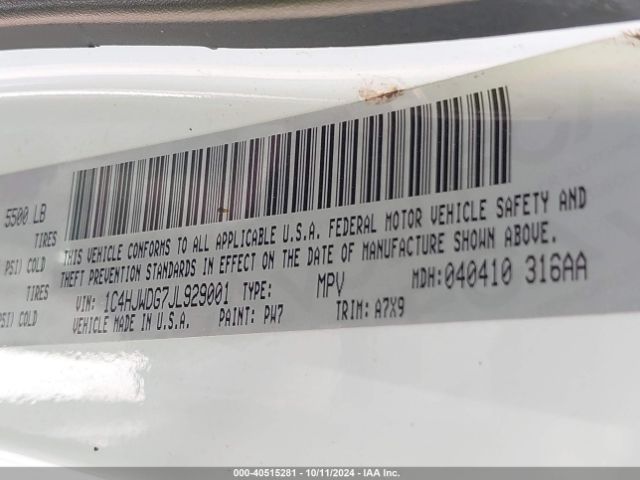 5500 LB
TIRES
PSI) COLD
TIRES
PSI) COLD
THIS VEHICLE CONFORMS TO ALL APPLICABLE U.S.A. FEDERAL MOTOR VEHICLE SAFETY AND
THEFT PREVENTION STANDARDS IN EFFECT ON THE DATE OF MANUFACTURE SHOWN ABOVE.
VIN: 1C4HJWDG7JL929001 TYPE: MPV MDH: 040410 316AA
VEHICLE MADE IN U.S.A. PAINT: PW7 TRIM: A7X9
000-40515281 - 10/11/2024 - IAA Inc.